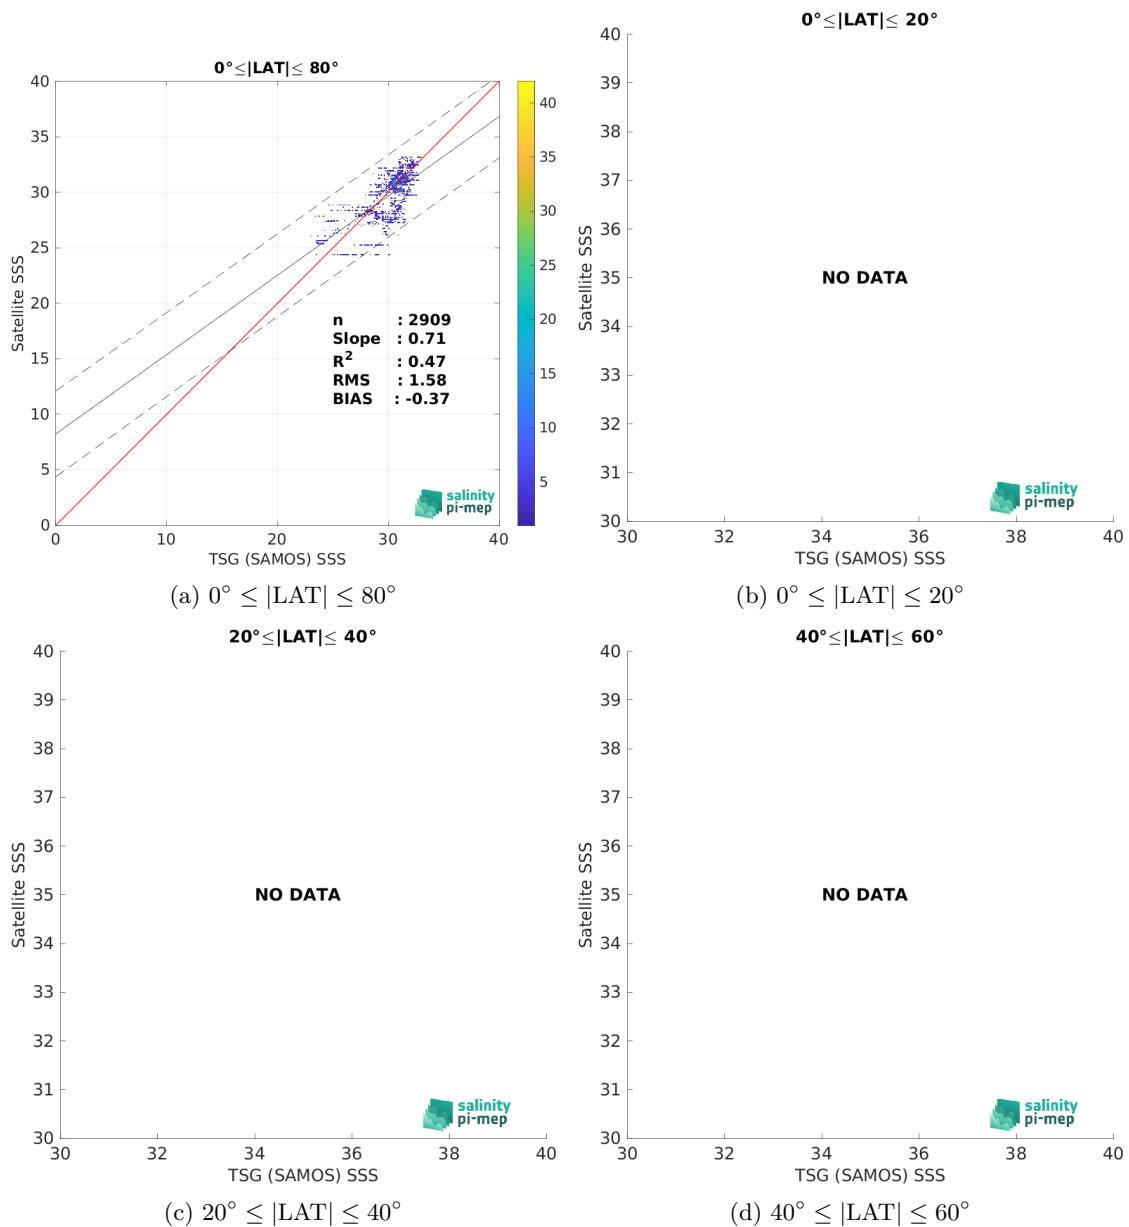 0°≤|LAT|≤ 80°
40
35
30
25
20
15
10
5
0
0
10
20
30
40
Satellite SSS
TSG (SAMOS) SSS
n : 2909
Slope : 0.71
R² : 0.47
RMS : 1.58
BIAS : -0.37
salinity
pi-mep
40
35
30
25
20
15
10
5
(a) 0° ≤ |LAT| ≤ 80°
0°≤|LAT|≤ 20°
40
39
38
37
36
35
34
33
32
31
30
30
32
34
36
38
40
Satellite SSS
NO DATA
salinity
pi-mep
TSG (SAMOS) SSS
(b) 0° ≤ |LAT| ≤ 20°
20°≤|LAT|≤ 40°
40
39
38
37
36
35
34
33
32
31
30
30
32
34
36
38
40
Satellite SSS
NO DATA
salinity
pi-mep
TSG (SAMOS) SSS
(c) 20° ≤ |LAT| ≤ 40°
40°≤|LAT|≤ 60°
40
39
38
37
36
35
34
33
32
31
30
30
32
34
36
38
40
Satellite SSS
NO DATA
salinity
pi-mep
TSG (SAMOS) SSS
(d) 40° ≤ |LAT| ≤ 60°